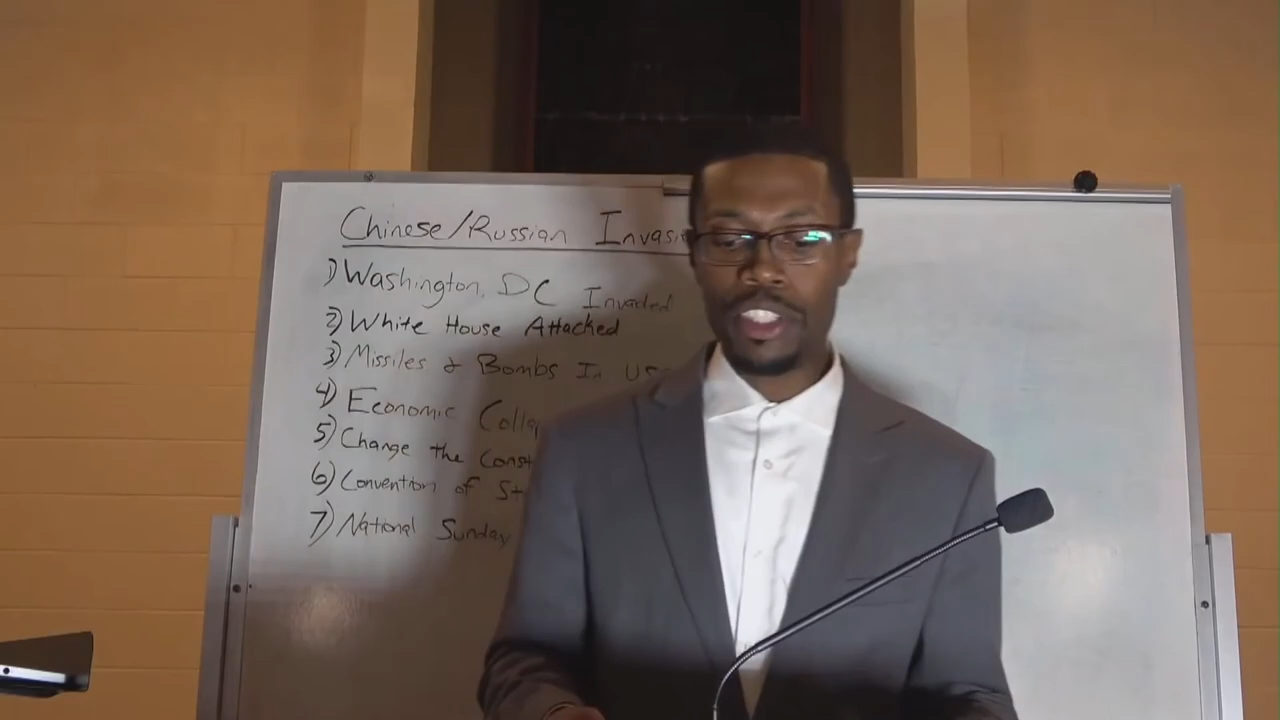 Chinese/Russian Invasi
1) Washington, DC Invaded
2) White House Attacked
3) Missiles & Bombs In US
4) Economic Colla
5) Change the Const
6) Convention of St
7) National Sunday